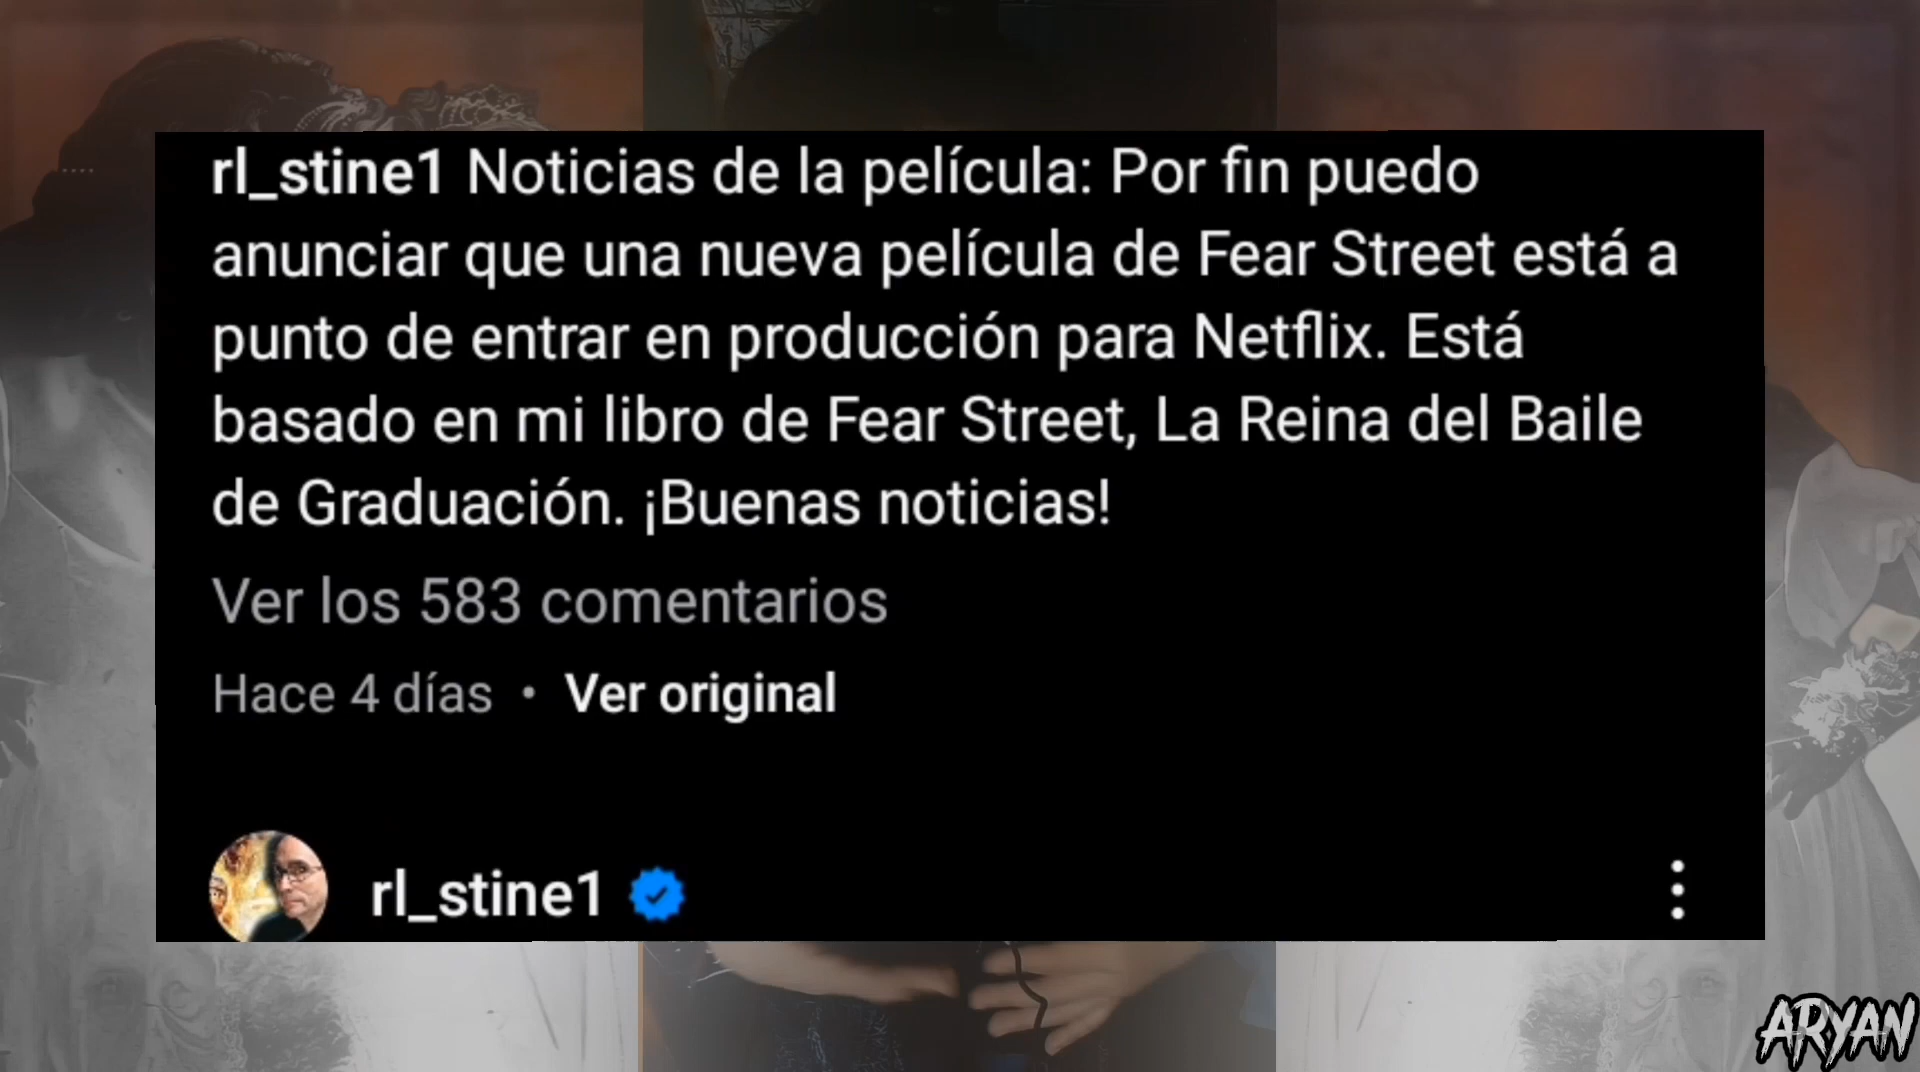 rl_stine1 Noticias de la película: Por fin puedo
anunciar que una nueva película de Fear Street está a
punto de entrar en producción para Netflix. Está
basado en mi libro de Fear Street, La Reina del Baile
de Graduación. ¡Buenas noticias!
Ver los 583 comentarios
Hace 4 días • Ver original
rl_stine1
ARYAN